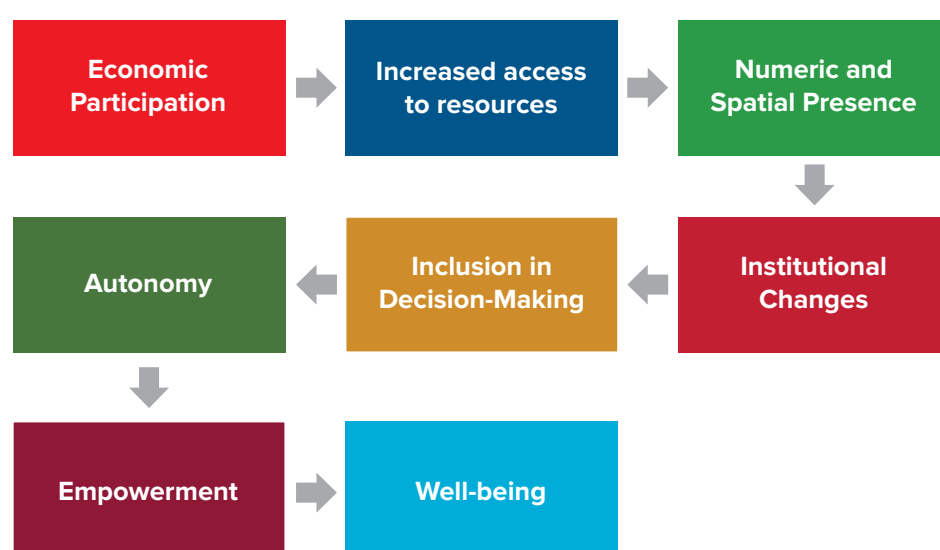 Economic
Participation
Increased access
to resources
Numeric and
Spatial Presence
Institutional
Changes
Inclusion in
Decision-Making
Autonomy
Empowerment
Well-being